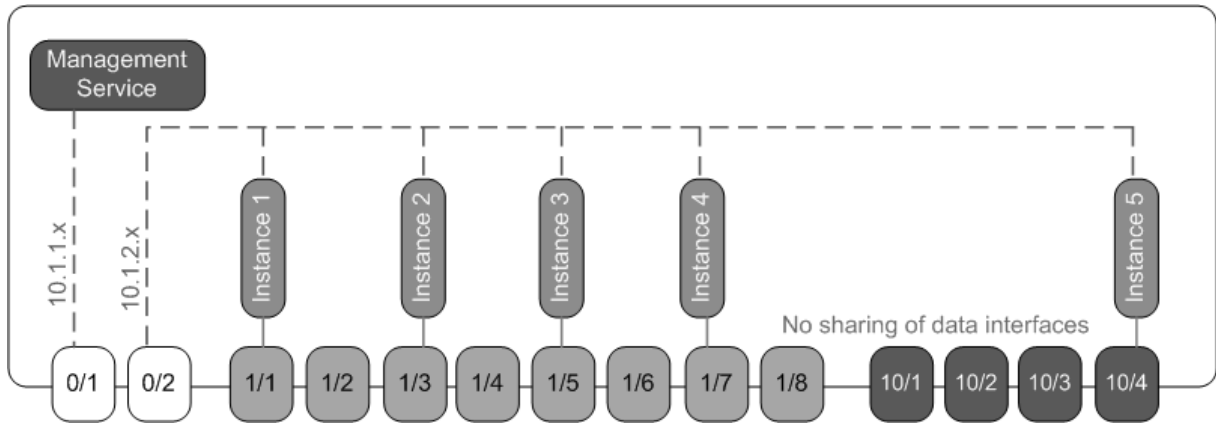 Management
Service
10.1.1.x
10.1.2.x
Instance 1
Instance 2
Instance 3
Instance 4
Instance 5
No sharing of data interfaces
0/1
0/2
1/1
1/2
1/3
1/4
1/5
1/6
1/7
1/8
10/1
10/2
10/3
10/4